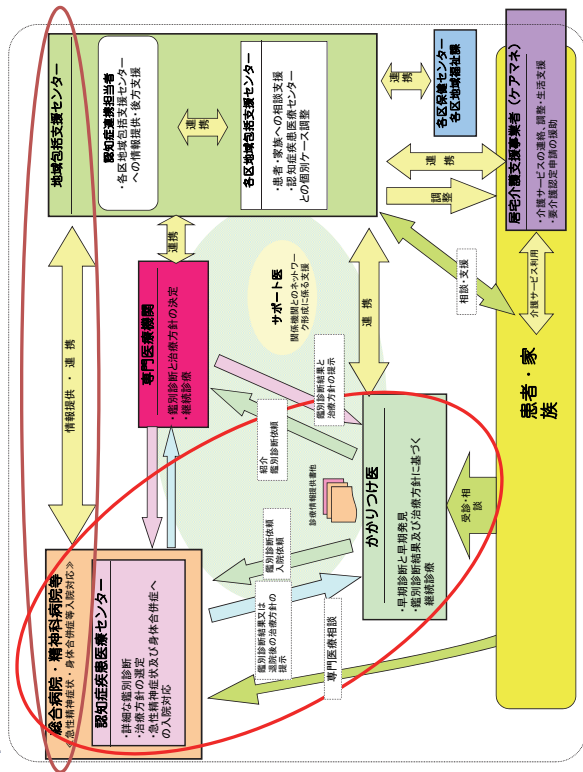 総合病院・精神科病院等
≪急性精神症状・身体合併症等入院対応≫
認知症疾患医療センター
・詳細な鑑別診断
・治療方針の選定
・急性精神症状及び身体合併症への
の入院対応
情報提供 ・ 連 携
地域包括支援センター
認知症連携担当者
・各区地域包括支援センター
への情報提供・後方支援
連
携
各区地域包括支援センター
・患者・家族への相談支援
・認知症疾患医療センター
との個別ケース調整
専門医療機関
・鑑別診断と治療方針の決定
・継続診療
連携
サポート医
関係機関とのネットワー
ク形成に係る支援
鑑別診断依頼
入院依頼
鑑別診断結果又は
退院後の治療方針の
提示
専門医療相談
紹介
鑑別診断依頼
診療情報提供書他
鑑別診断結果と
治療方針の提示
連 携
かかりつけ医
・早期診断と早期発見
・鑑別診断結果及び治療方針に基づく
継続診療
受診・相
談
連
携
各区保健センター
各区地域福祉課
連 携
調
整
相談・支援
居宅介護支援事業者（ケアマネ）
・介護サービスの連絡、調整・生活支援
・要介護認定申請の援助
介護サービス利用
患者・家
族